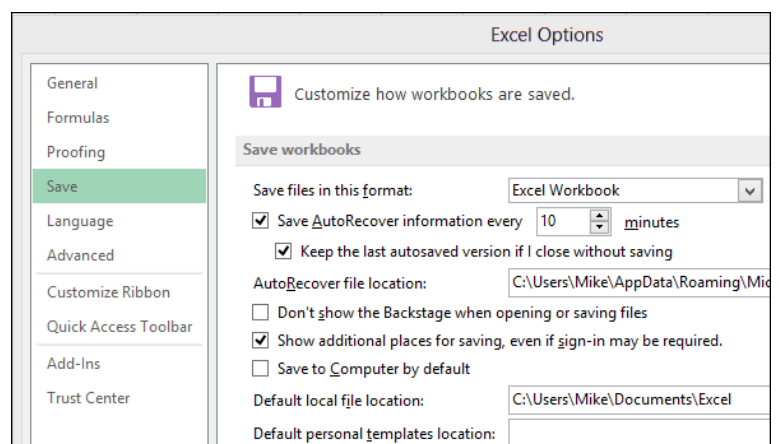 Excel Options
General
Formulas
Proofing
Save
Language
Advanced
Customize Ribbon
Quick Access Toolbar
Add-Ins
Trust Center
Customize how workbooks are saved.
Save workbooks
Save files in this format: Excel Workbook
Save AutoRecover information every 10 minutes
Keep the last autosaved version if I close without saving
AutoRecover file location: C:\Users\Mike\AppData\Roaming\Mic
Don't show the Backstage when opening or saving files
Show additional places for saving, even if sign-in may be required.
Save to Computer by default
Default local file location: C:\Users\Mike\Documents\Excel
Default personal templates location: